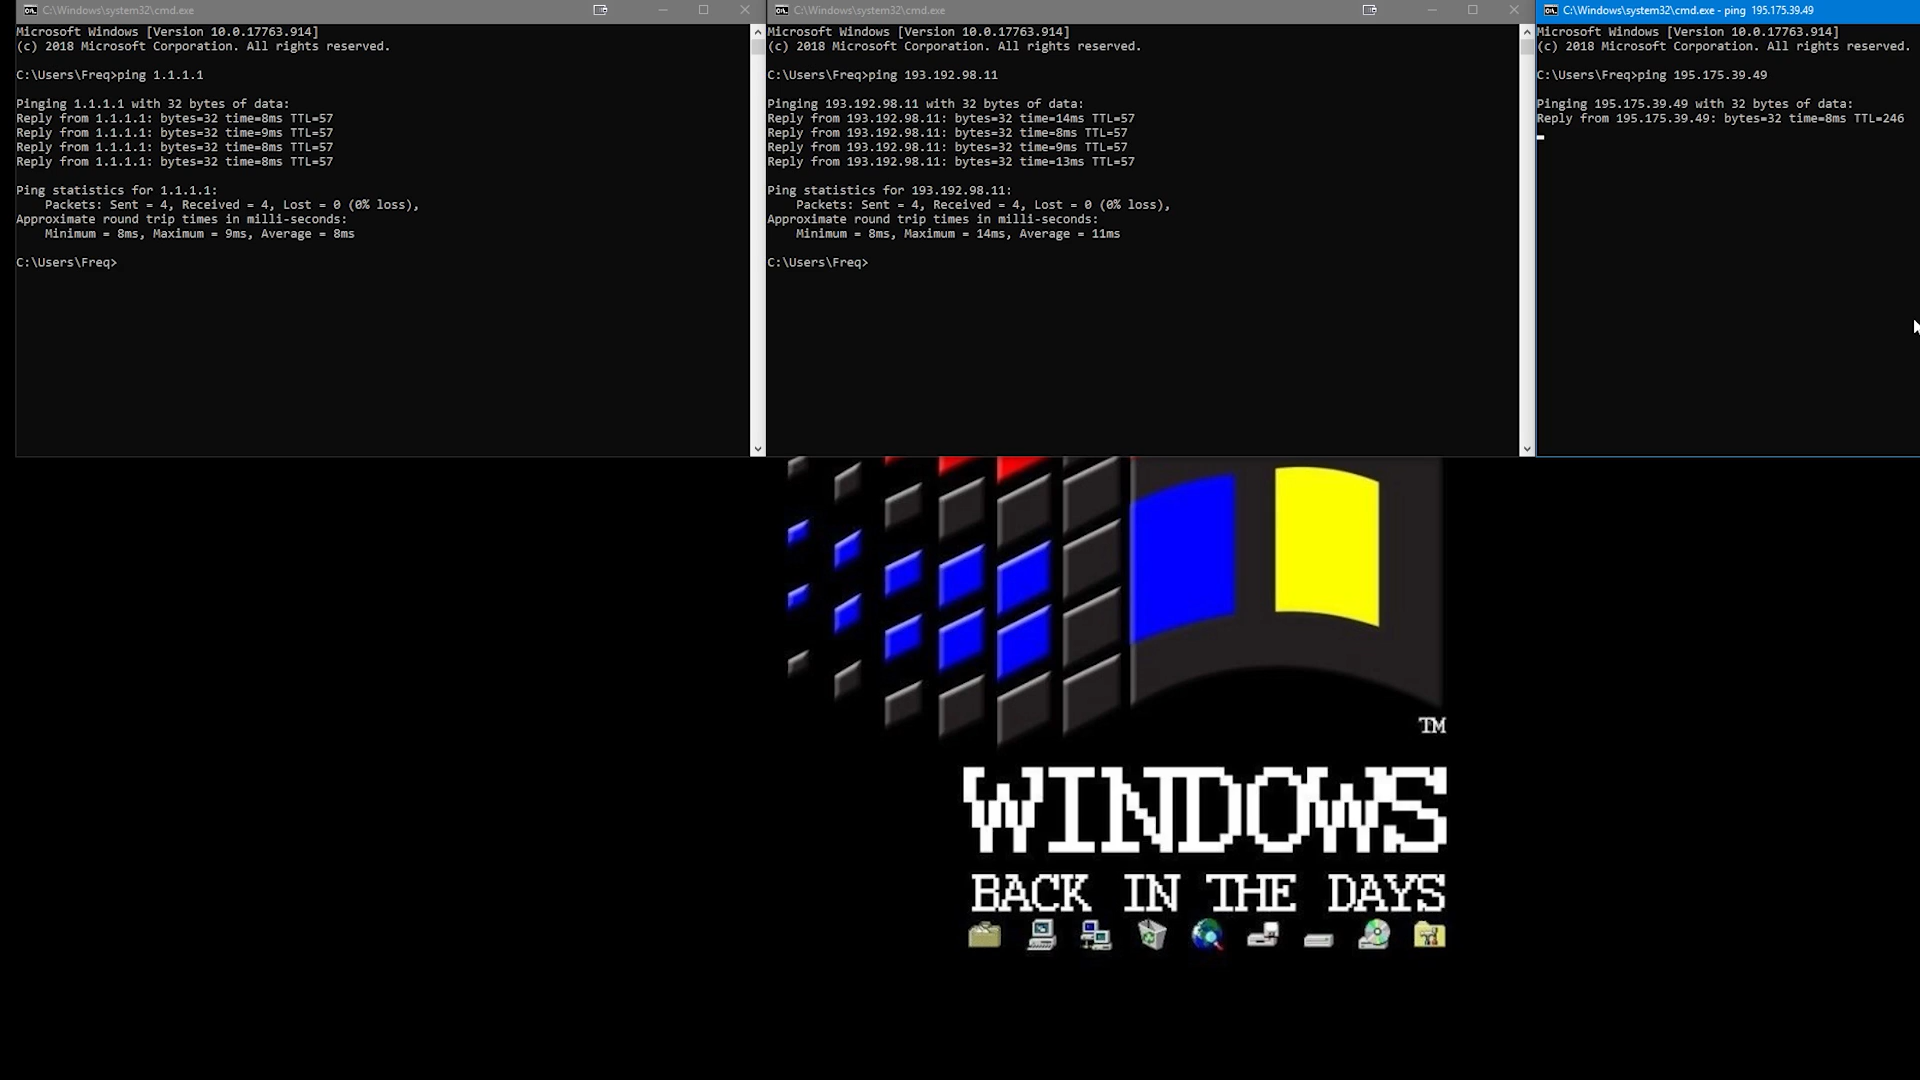 C:\Windows\system32\cmd.exe
Microsoft Windows [Version 10.0.17763.914]
(c) 2018 Microsoft Corporation. All rights reserved.
C:\Users\Freq>ping 1.1.1.1
Pinging 1.1.1.1 with 32 bytes of data:
Reply from 1.1.1.1: bytes=32 time=8ms TTL=57
Reply from 1.1.1.1: bytes=32 time=9ms TTL=57
Reply from 1.1.1.1: bytes=32 time=8ms TTL=57
Reply from 1.1.1.1: bytes=32 time=8ms TTL=57
Ping statistics for 1.1.1.1:
Packets: Sent = 4, Received = 4, Lost = 0 (0% loss),
Approximate round trip times in milli-seconds:
Minimum = 8ms, Maximum = 9ms, Average = 8ms
C:\Users\Freq>
C:\Windows\system32\cmd.exe
Microsoft Windows [Version 10.0.17763.914]
(c) 2018 Microsoft Corporation. All rights reserved.
C:\Users\Freq>ping 193.192.98.11
Pinging 193.192.98.11 with 32 bytes of data:
Reply from 193.192.98.11: bytes=32 time=14ms TTL=57
Reply from 193.192.98.11: bytes=32 time=8ms TTL=57
Reply from 193.192.98.11: bytes=32 time=9ms TTL=57
Reply from 193.192.98.11: bytes=32 time=13ms TTL=57
Ping statistics for 193.192.98.11:
Packets: Sent = 4, Received = 4, Lost = 0 (0% loss),
Approximate round trip times in milli-seconds:
Minimum = 8ms, Maximum = 14ms, Average = 11ms
C:\Users\Freq>
C:\Windows\system32\cmd.exe - ping 195.175.39.49
Microsoft Windows [Version 10.0.17763.914]
(c) 2018 Microsoft Corporation. All rights reserved.
C:\Users\Freq>ping 195.175.39.49
Pinging 195.175.39.49 with 32 bytes of data:
Reply from 195.175.39.49: bytes=32 time=8ms TTL=246
TM
WINDOWS
BACK IN THE DAYS